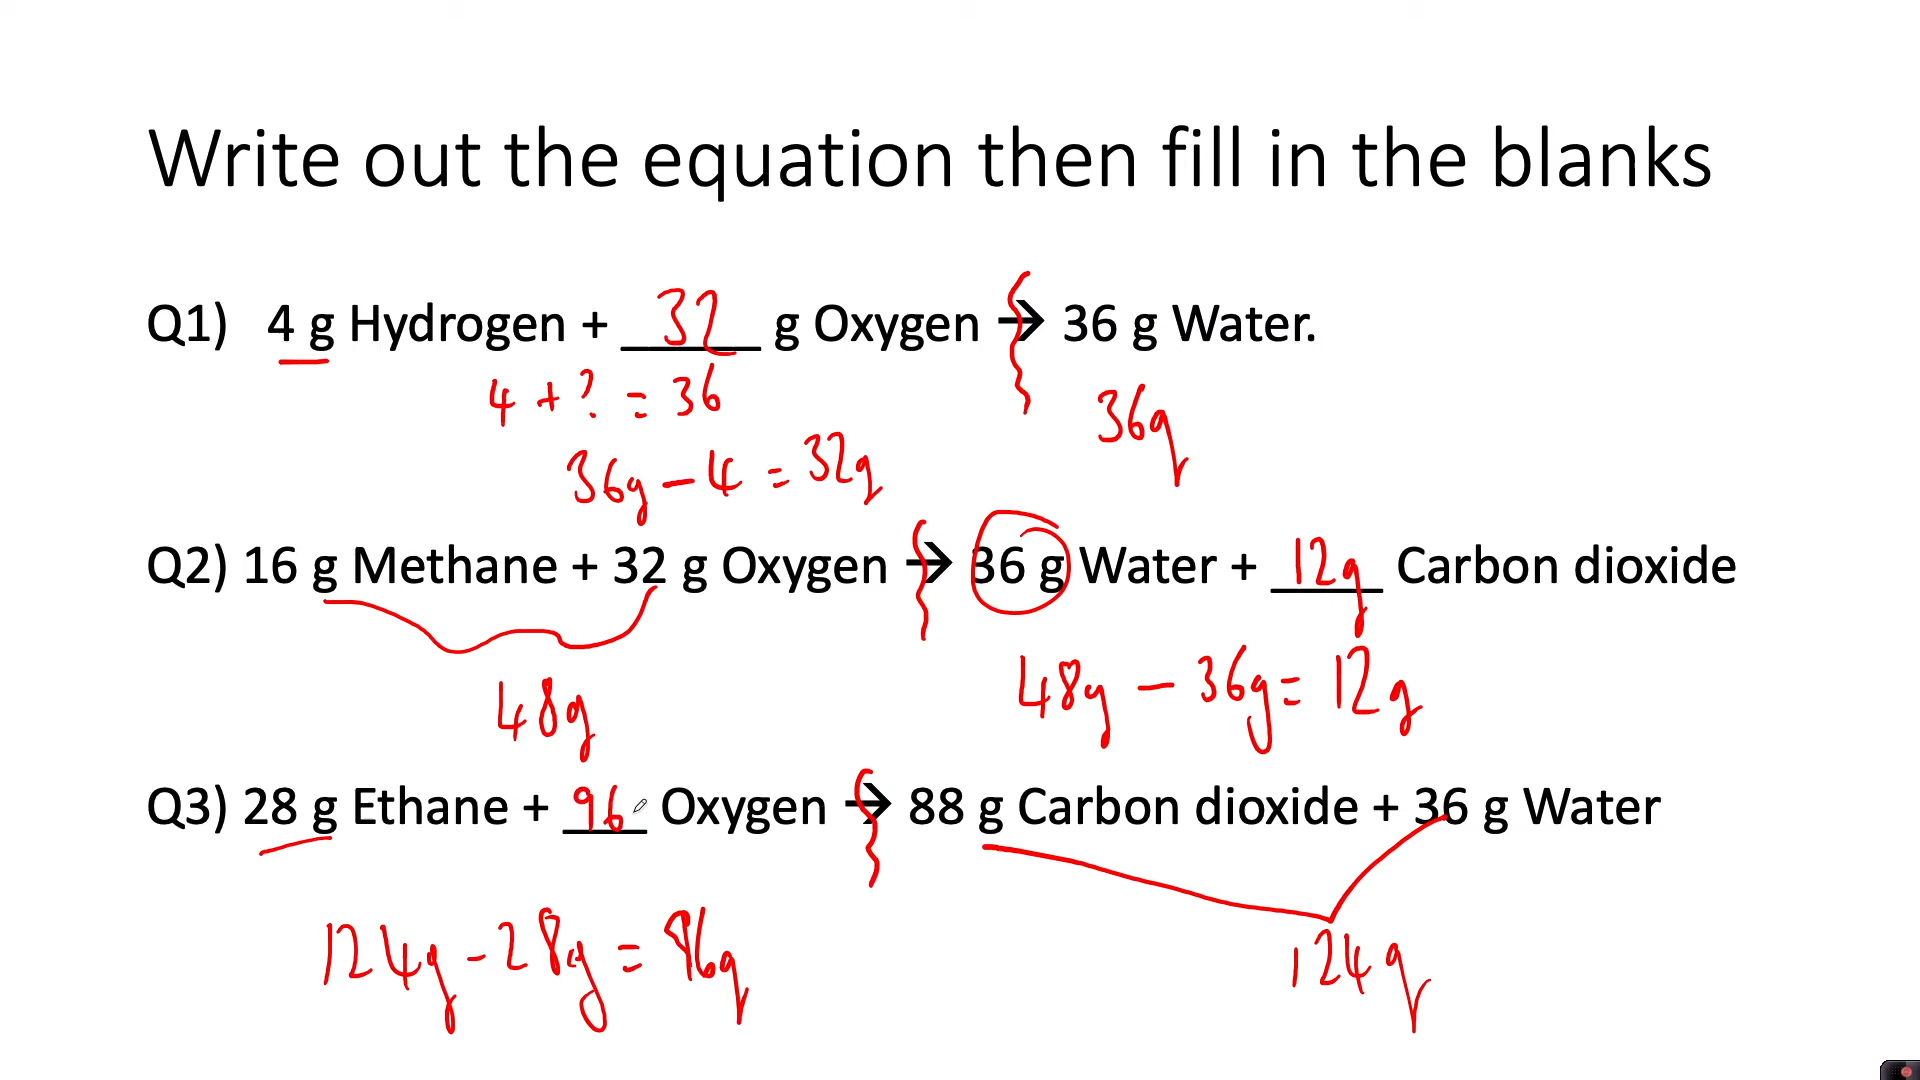 Write out the equation then fill in the blanks
Q1) 4 g Hydrogen + 32 g Oxygen → 36 g Water.
4 + ? = 36
36g
36g - 4 = 32g
Q2) 16 g Methane + 32 g Oxygen → 36 g Water + 12g Carbon dioxide
48g
48g - 36g = 12g
Q3) 28 g Ethane + 96 Oxygen → 88 g Carbon dioxide + 36 g Water
124g - 28g = 96g
124g